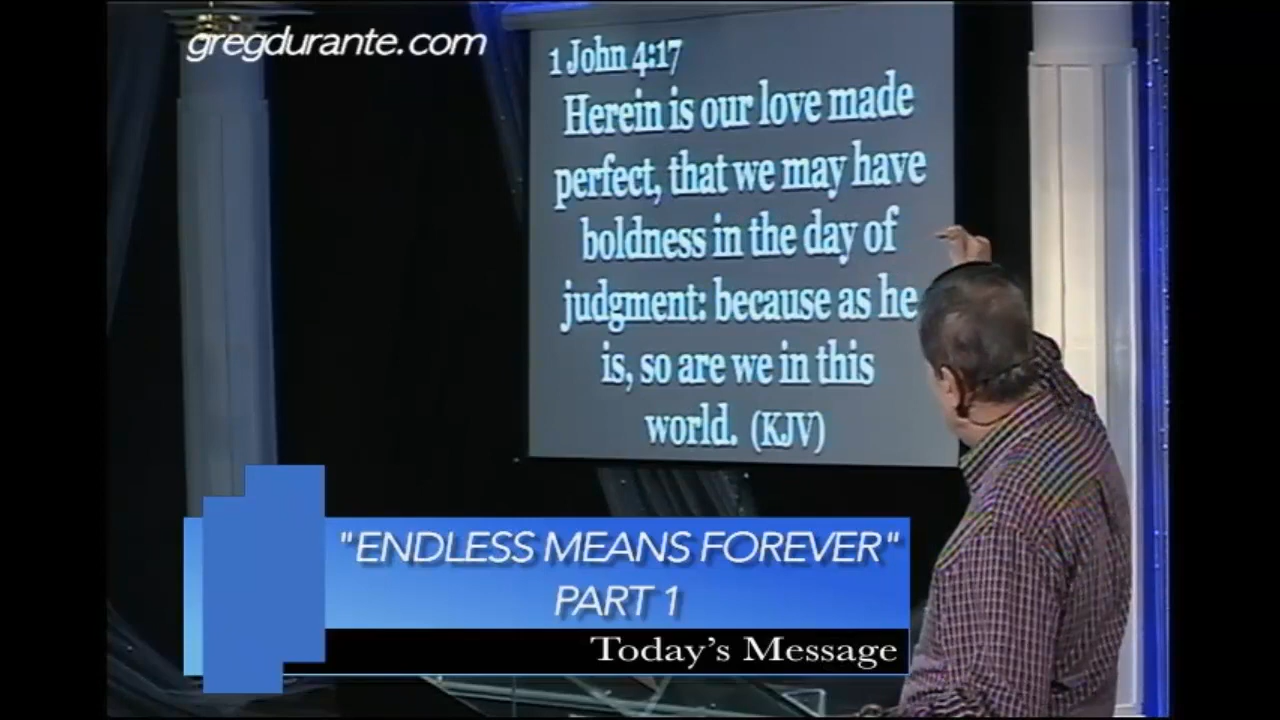 gregdurante.com
1 John 4:17
Herein is our love made
perfect, that we may have
boldness in the day of
judgment: because as he
is, so are we in this
world. (KJV)
"ENDLESS MEANS FOREVER"
PART 1
Today's Message